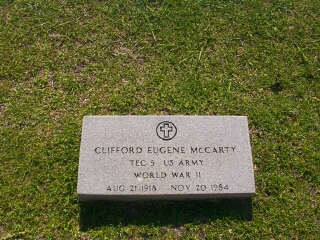 CLIFFORD EUGENE McCARTY
TEC 5 US ARMY
WORLD WAR II
AUG 21 1918 NOV 20 1984